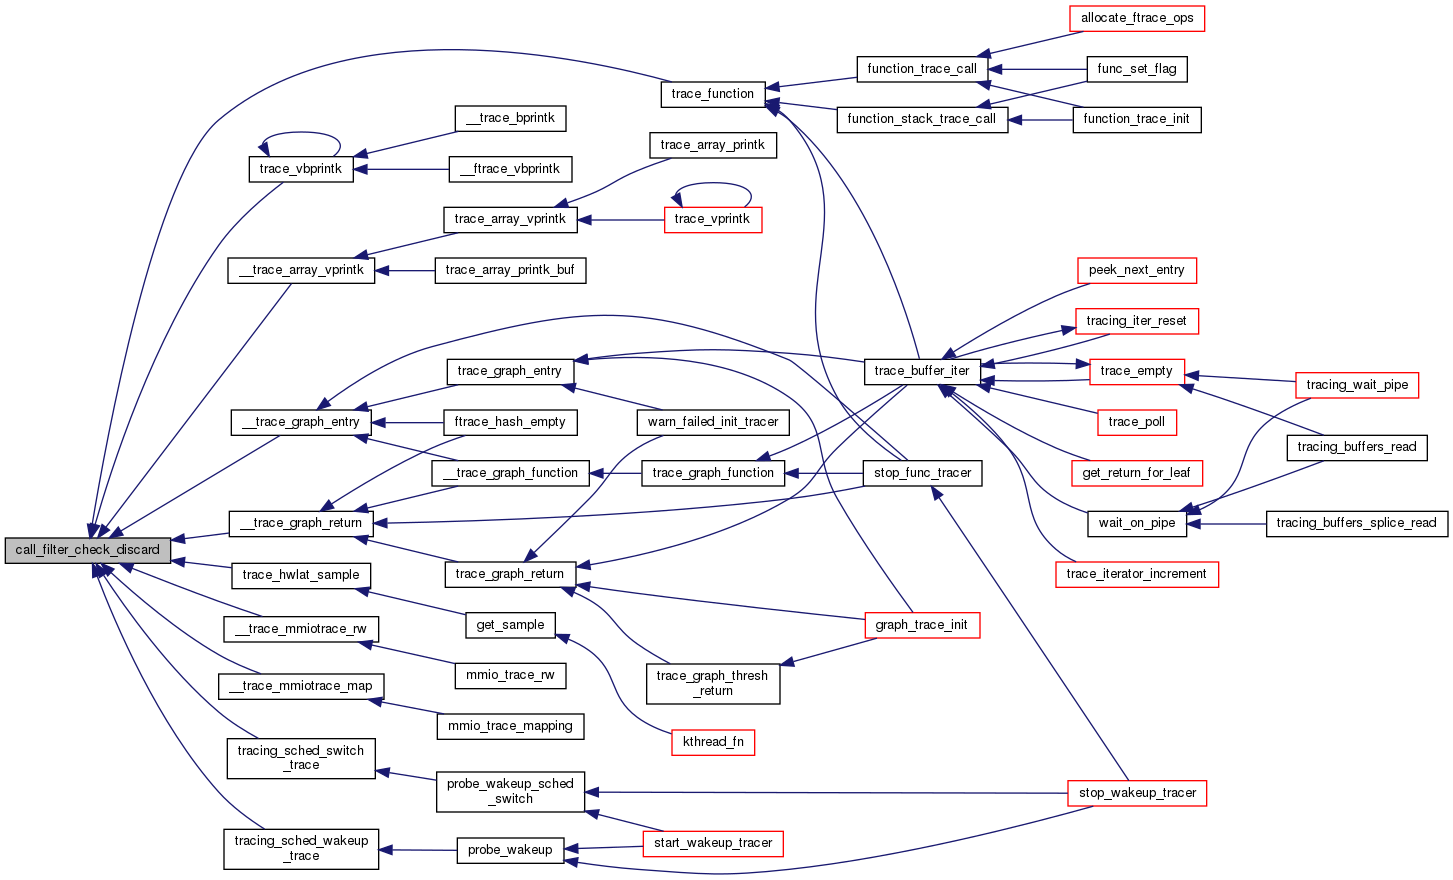 allocate_ftrace_ops
function_trace_call
func_set_flag
trace_function
__trace_bprintk
function_stack_trace_call
function_trace_init
trace_array_printk
trace_vbprintk
__ftrace_vbprintk
trace_array_vprintk
trace_vprintk
__trace_array_vprintk
trace_array_printk_buf
peek_next_entry
tracing_iter_reset
trace_graph_entry
trace_buffer_iter
trace_empty
tracing_wait_pipe
__trace_graph_entry
ftrace_hash_empty
warn_failed_init_tracer
trace_poll
tracing_buffers_read
__trace_graph_function
trace_graph_function
stop_func_tracer
get_return_for_leaf
__trace_graph_return
wait_on_pipe
tracing_buffers_splice_read
call_filter_check_discard
trace_hwlat_sample
trace_graph_return
trace_iterator_increment
__trace_mmiotrace_rw
get_sample
graph_trace_init
mmio_trace_rw
trace_graph_thresh
_return
__trace_mmiotrace_map
mmio_trace_mapping
kthread_fn
tracing_sched_switch
_trace
probe_wakeup_sched
_switch
stop_wakeup_tracer
tracing_sched_wakeup
_trace
probe_wakeup
start_wakeup_tracer